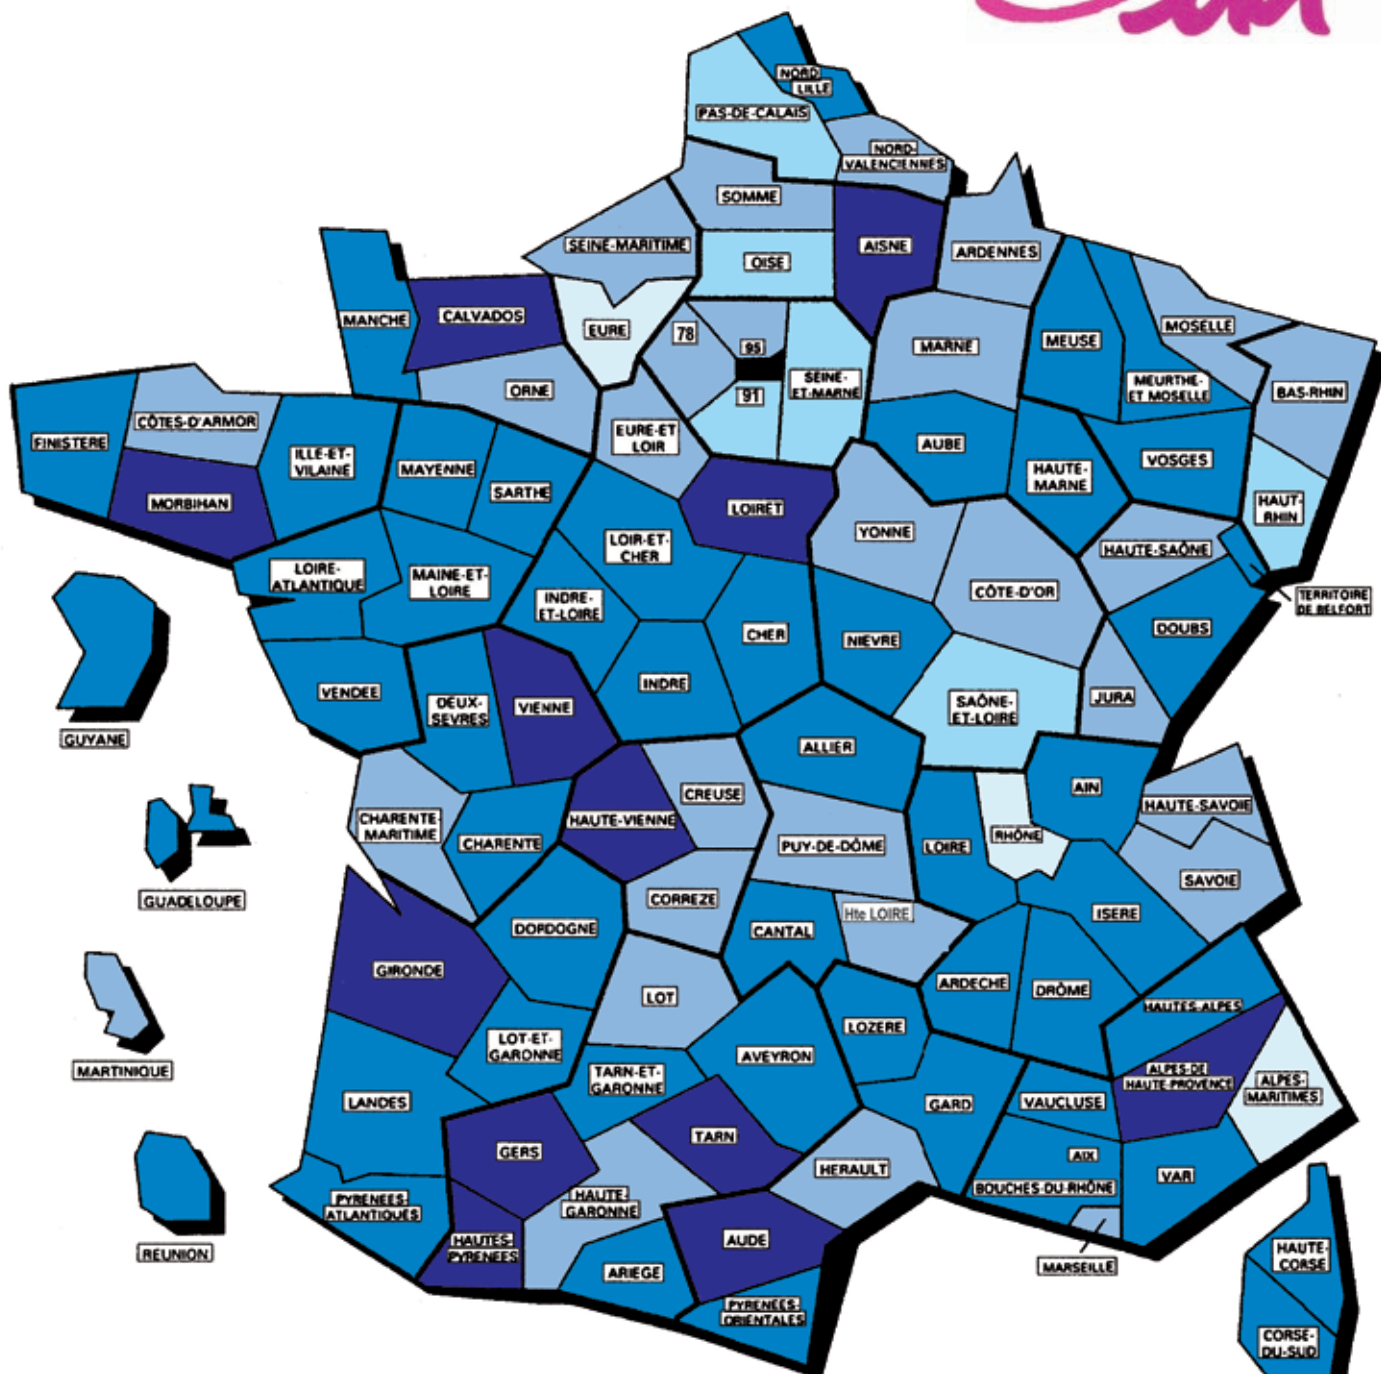 NORD
LILLE
PAS-DE-CALAIS
NORD-
VALENCIENNES
SOMME
SEINE-MARITIME
OISE
AISNE
ARDENNES
MANCHE
CALVADOS
EURE
78
95
91
SEINE-
ET-MARNE
MARNE
MEUSE
MOSELLE
MEURTHE-
ET MOSELLE
BAS-RHIN
ORNE
FINISTERE
CÔTES-D'ARMOR
ILLE-ET-
VILAINE
MORBIHAN
MAYENNE
SARTHE
EURE-ET
LOIR
LOIRET
AUBE
HAUTE-
MARNE
VOSGES
HAUT-
RHIN
YONNE
LOIR-ET-
CHER
HAUTE-SAÔNE
TERRITOIRE
DE BELFORT
LOIRE-
ATLANTIQUE
MAINE-ET-
LOIRE
INDRE-
ET-LOIRE
CHER
NIEVRE
CÔTE-D'OR
DOUBS
VENDEE
DEUX-
SEVRES
VIENNE
INDRE
SAÔNE-
ET-LOIRE
JURA
GUYANE
ALLIER
AIN
HAUTE-SAVOIE
CHARENTE-
MARITIME
CHARENTE
HAUTE-VIENNE
CREUSE
PUY-DE-DÔME
LOIRE
RHÔNE
SAVOIE
GUADELOUPE
CORREZE
Hte LOIRE
ISERE
DORDOGNE
CANTAL
GIRONDE
LOT
LOZERE
ARDECHE
DRÔME
HAUTES-ALPES
MARTINIQUE
LOT-ET-
GARONNE
TARN-ET-
GARONNE
AVEYRON
ALPES-DE
HAUTE-PROVENCE
ALPES-
MARITIMES
LANDES
GARD
VAUCLUSE
GERS
TARN
HERAULT
AIX
BOUCHES-DU-RHÔNE
VAR
PYRENEES-
ATLANTIQUES
HAUTE-
GARONNE
HAUTES-
PYRENEES
AUDE
REUNION
ARIEGE
MARSEILLE
HAUTE-
CORSE
PYRENEES-
ORIENTALES
CORSE-
DU-SUD